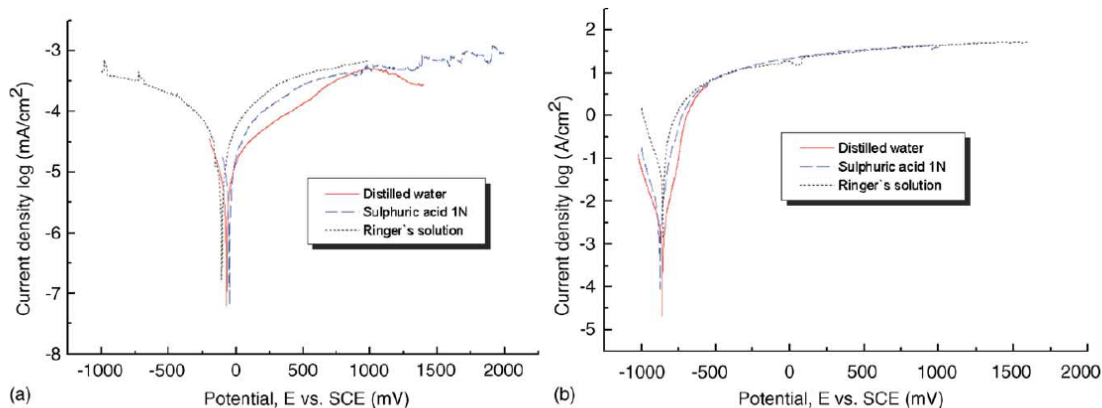 -3
-4
-5
-6
-7
-8
Current density log (mA/cm²)
Distilled water
Sulphuric acid 1N
Ringer`s solution
-1000 -500 0 500 1000 1500 2000
(a) Potential, E vs. SCE (mV)
2
1
0
-1
-2
-3
-4
-5
Current density log (A/cm²)
Distilled water
Sulphuric acid 1N
Ringer`s solution
-1000 -500 0 500 1000 1500 2000
(b) Potential, E vs. SCE (mV)